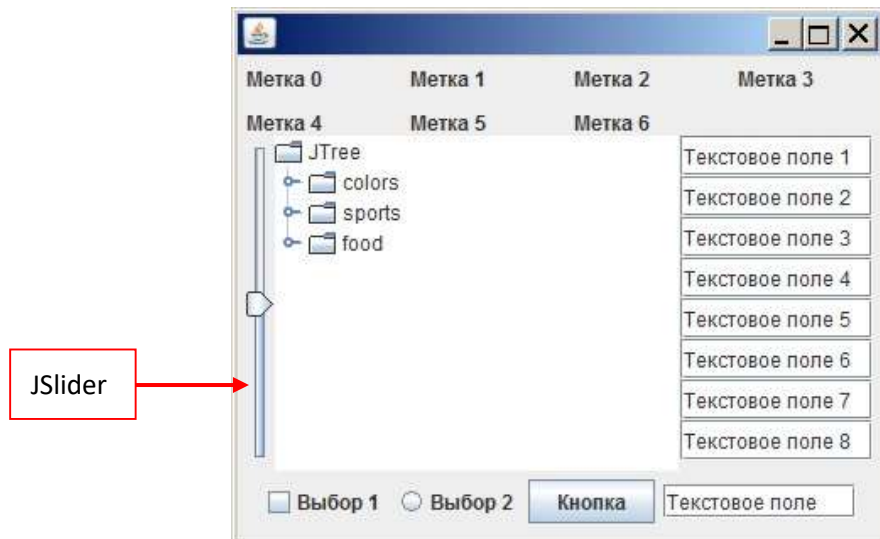 Метка 0 Метка 1 Метка 2 Метка 3
Метка 4 Метка 5 Метка 6
JTree
colors
sports
food
Текстовое поле 1
Текстовое поле 2
Текстовое поле 3
Текстовое поле 4
Текстовое поле 5
Текстовое поле 6
Текстовое поле 7
Текстовое поле 8
JSlider
Выбор 1 Выбор 2 Кнопка Текстовое поле